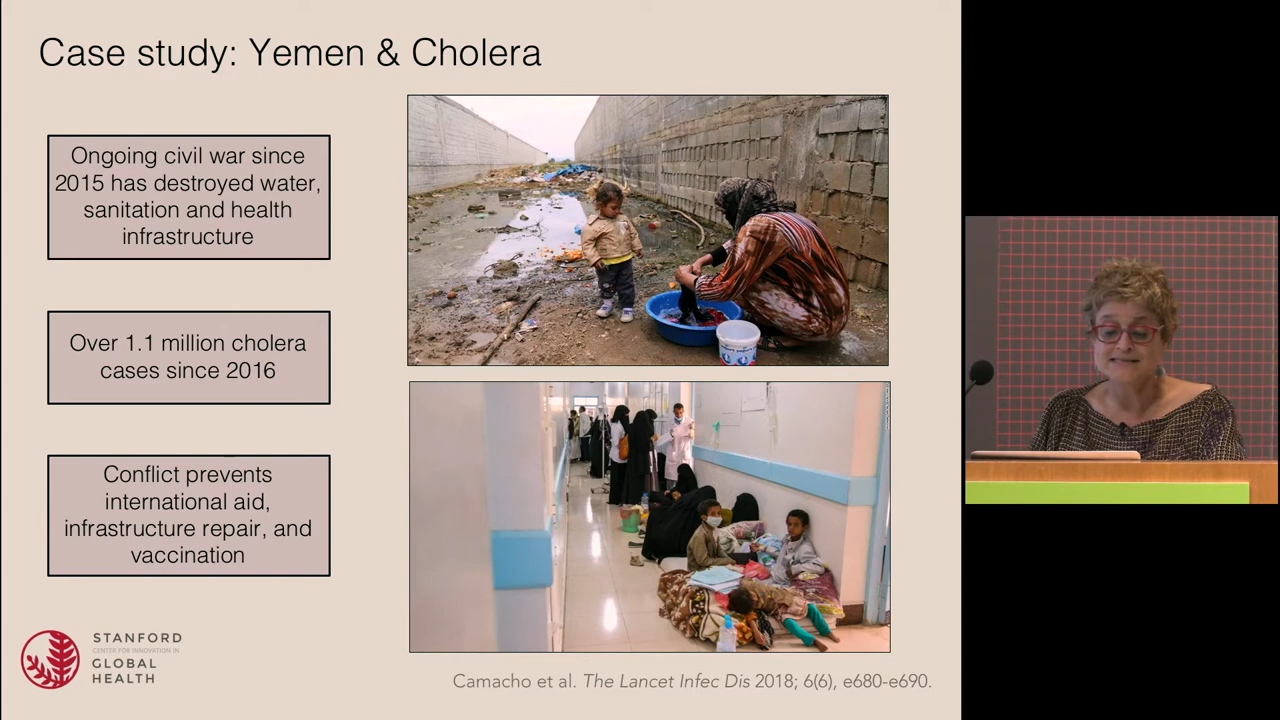 Case study: Yemen & Cholera
Ongoing civil war since
2015 has destroyed water,
sanitation and health
infrastructure
Over 1.1 million cholera
cases since 2016
Conflict prevents
international aid,
infrastructure repair, and
vaccination
STANFORD
CENTER FOR INNOVATION IN
GLOBAL
HEALTH
Camacho et al. The Lancet Infec Dis 2018; 6(6), e680-e690.